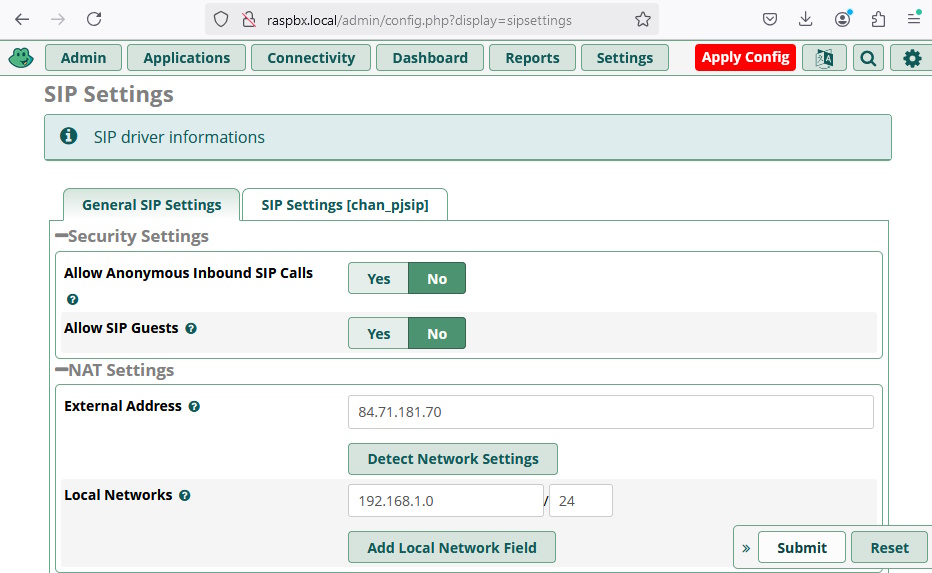 raspbx.local/admin/config.php?display=sipsettings
Admin Applications Connectivity Dashboard Reports Settings Apply Config
SIP Settings
SIP driver informations
General SIP Settings SIP Settings [chan_pjsip]
Security Settings
Allow Anonymous Inbound SIP Calls Yes No
Allow SIP Guests Yes No
NAT Settings
External Address 84.71.181.70
Detect Network Settings
Local Networks 192.168.1.0 / 24
Add Local Network Field
» Submit Reset